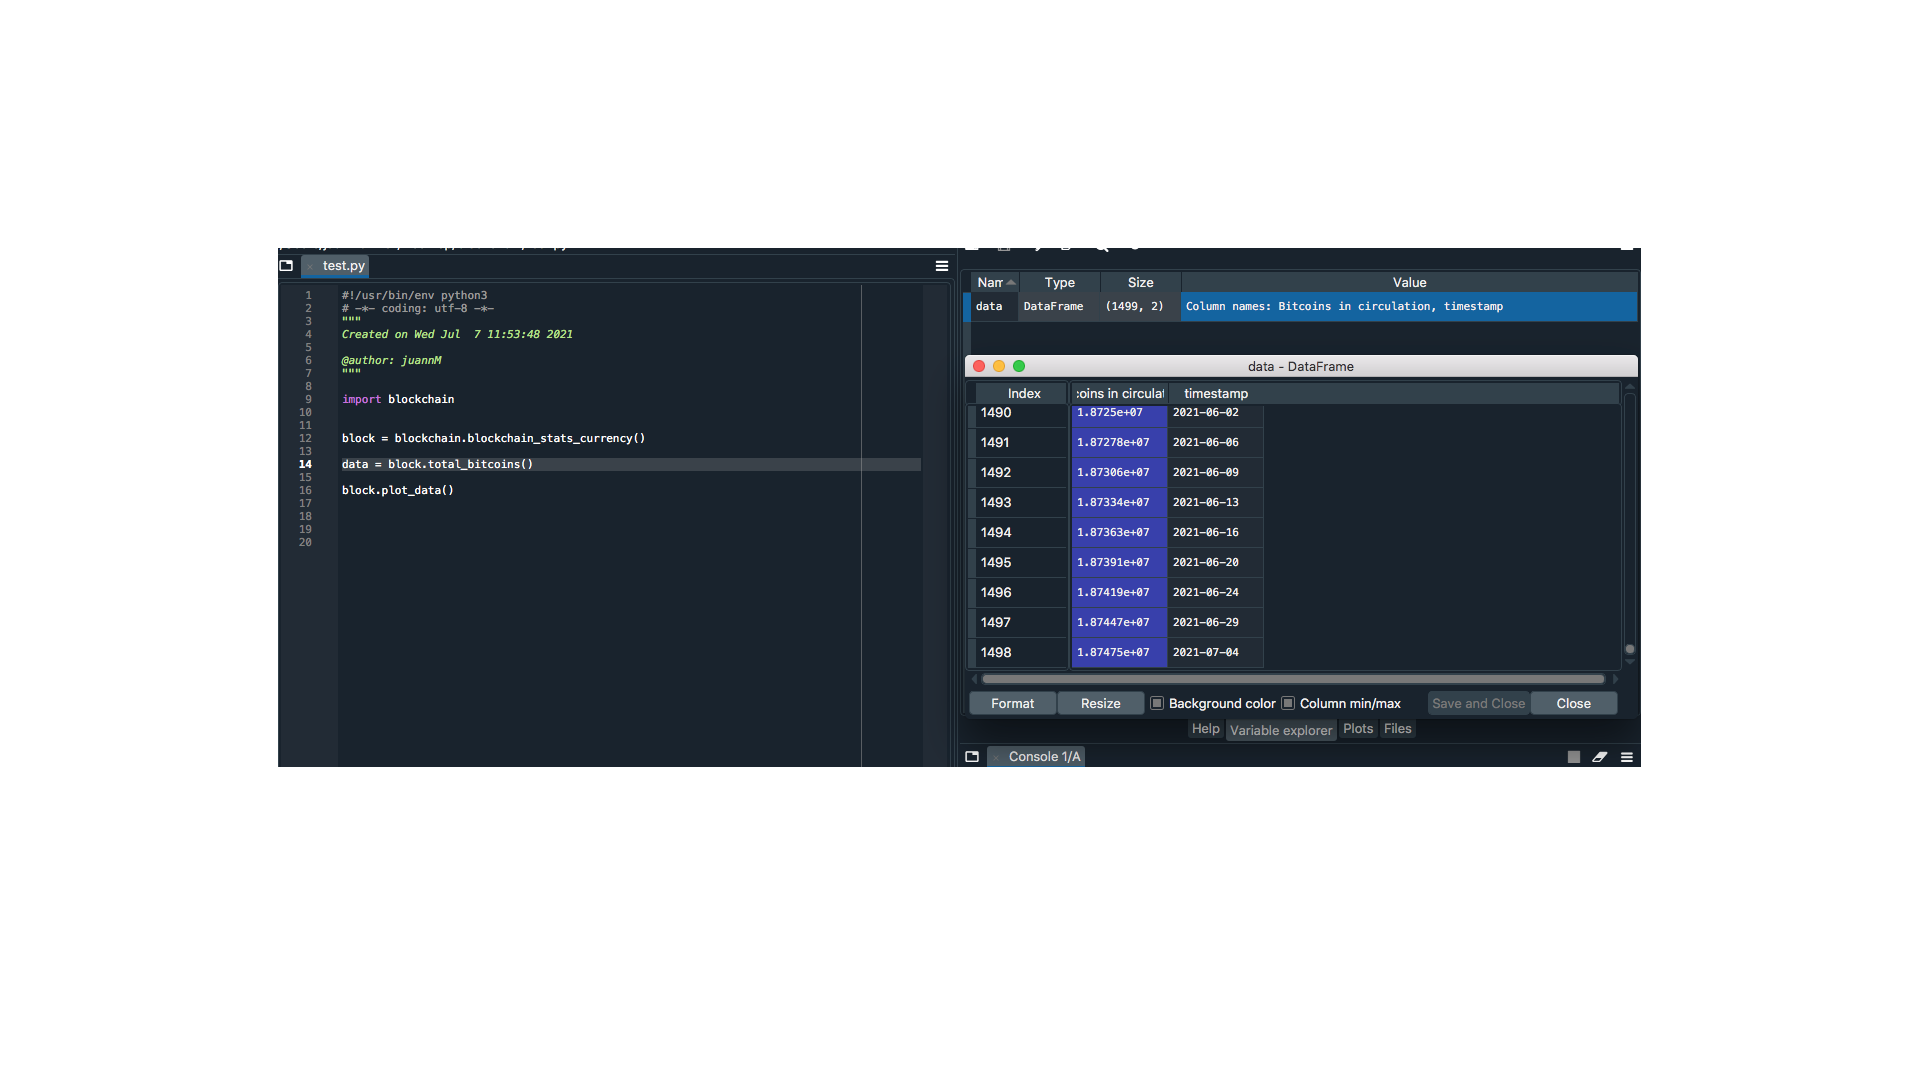 test.py
1 #!/usr/bin/env python3
2 # -*- coding: utf-8 -*-
3 """
4 Created on Wed Jul  7 11:53:48 2021
5
6 @author: juannM
7 """
8
9 import blockchain
10
11
12 block = blockchain.blockchain_stats_currency()
13
14 data = block.total_bitcoins()
15
16 block.plot_data()
17
18
19
20
Nam Type Size Value
data DataFrame (1499, 2) Column names: Bitcoins in circulation, timestamp
data - DataFrame
Index coins in circulat timestamp
1490 1.8725e+07 2021-06-02
1491 1.87278e+07 2021-06-06
1492 1.87306e+07 2021-06-09
1493 1.87334e+07 2021-06-13
1494 1.87363e+07 2021-06-16
1495 1.87391e+07 2021-06-20
1496 1.87419e+07 2021-06-24
1497 1.87447e+07 2021-06-29
1498 1.87475e+07 2021-07-04
Format Resize Background color Column min/max Save and Close Close
Help Variable explorer Plots Files
Console 1/A